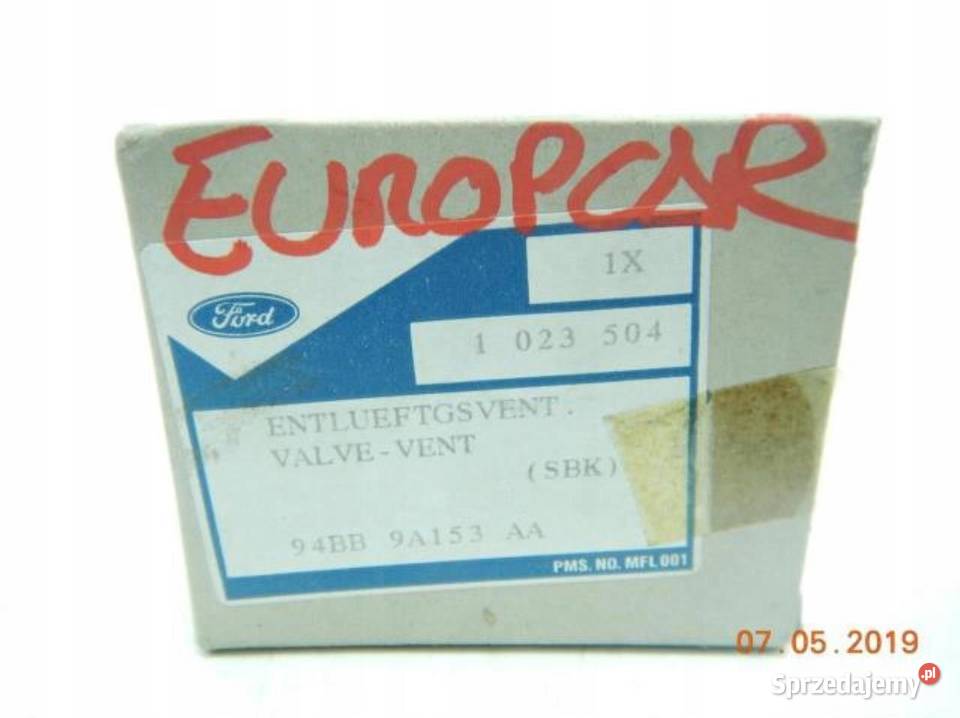 EUROPCAR
1X
Ford
1 023 504
ENTLUEFTGSVENT.
VALVE-VENT
(SBK)
94BB 9A153 AA
PMS. NO. MFL 001
07.05 2019
Sprzedajemy.pl